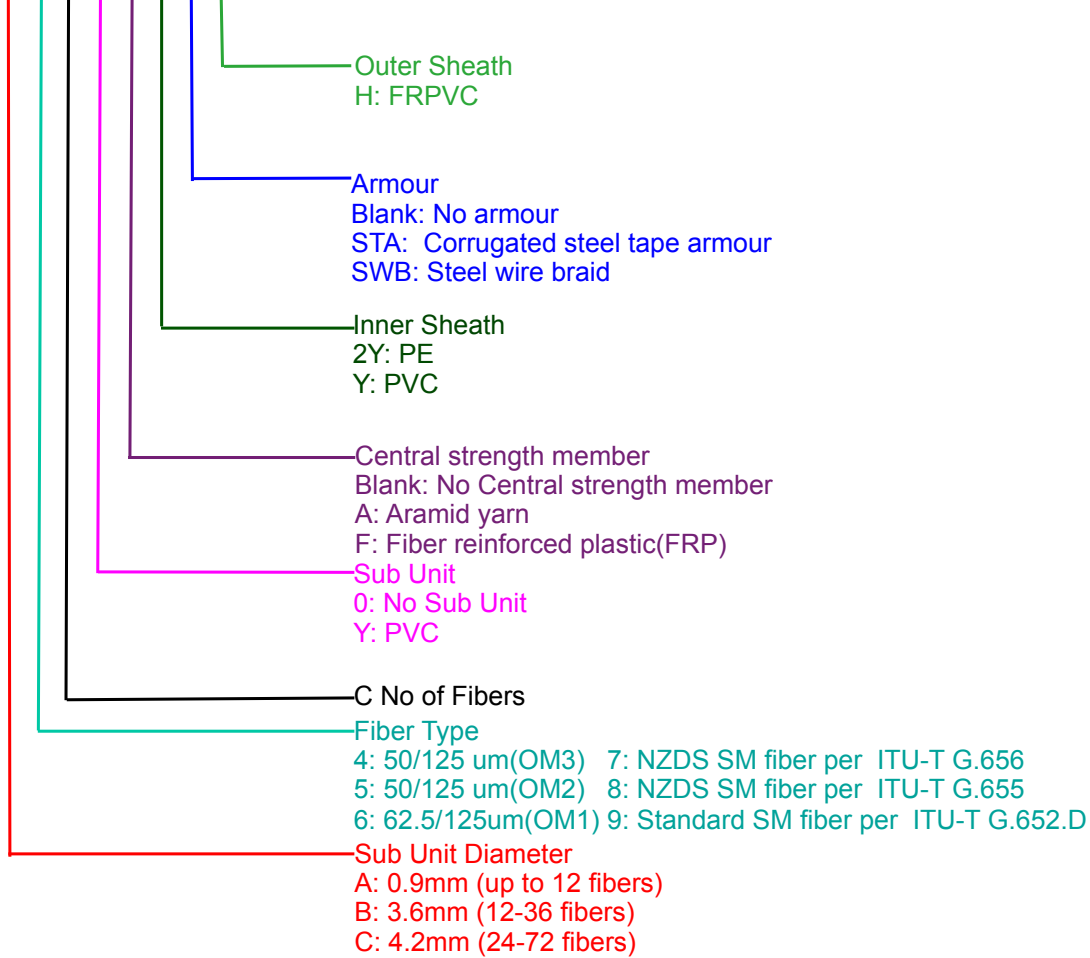 Outer Sheath
H: FRPVC
Armour
Blank: No armour
STA:  Corrugated steel tape armour
SWB: Steel wire braid
Inner Sheath
2Y: PE
Y: PVC
Central strength member
Blank: No Central strength member
A: Aramid yarn
F: Fiber reinforced plastic(FRP)
Sub Unit
0: No Sub Unit
Y: PVC
C No of Fibers
Fiber Type
4: 50/125 um(OM3)   7: NZDS SM fiber per  ITU-T G.656
5: 50/125 um(OM2)   8: NZDS SM fiber per  ITU-T G.655
6: 62.5/125um(OM1) 9: Standard SM fiber per  ITU-T G.652.D
Sub Unit Diameter
A: 0.9mm (up to 12 fibers)
B: 3.6mm (12-36 fibers)
C: 4.2mm (24-72 fibers)